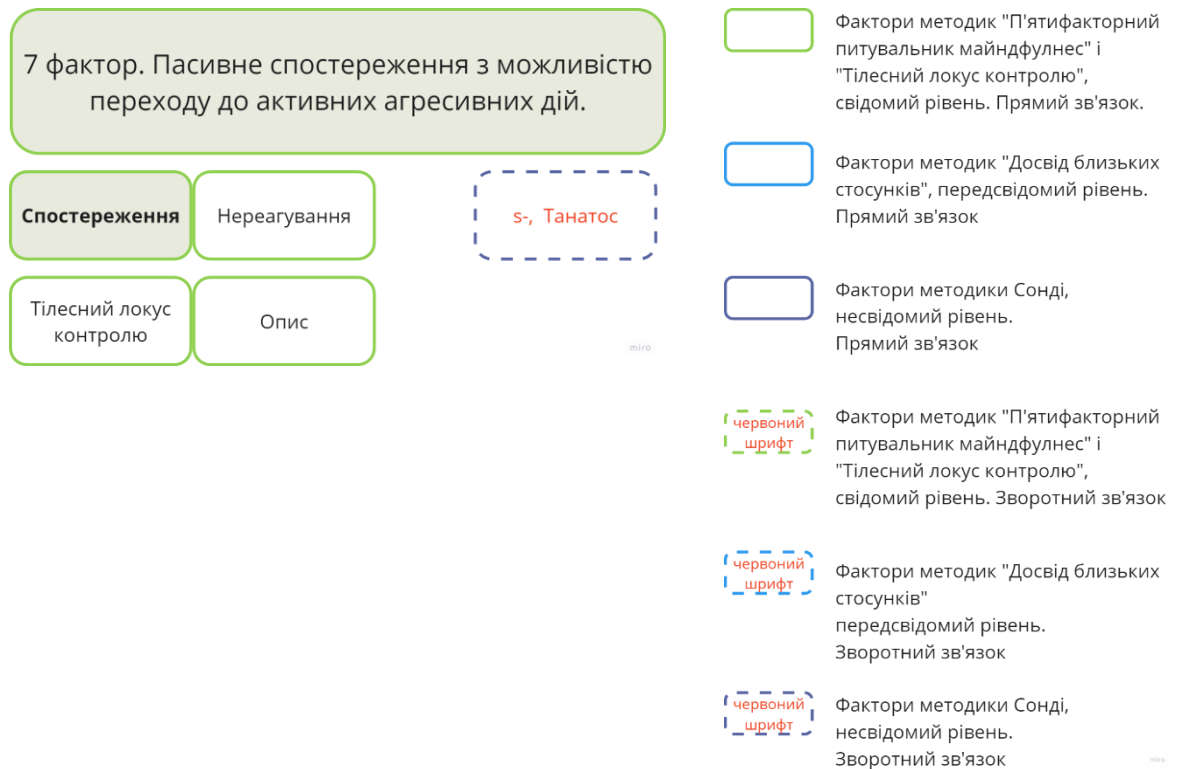 7 фактор. Пасивне спостереження з можливістю
переходу до активних агресивних дій.
Спостереження
Нереагування
s-, Танатос
Тілесний локус
контролю
Опис
miro
Фактори методик "П'ятифакторний
питувальник майндфулнес" і
"Тілесний локус контролю",
свідомий рівень. Прямий зв'язок.
Фактори методик "Досвід близьких
стосунків", передсвідомий рівень.
Прямий зв'язок
Фактори методики Сонді,
несвідомий рівень.
Прямий зв'язок
червоний
шрифт
Фактори методик "П'ятифакторний
питувальник майндфулнес" і
"Тілесний локус контролю",
свідомий рівень. Зворотний зв'язок
червоний
шрифт
Фактори методик "Досвід близьких
стосунків"
передсвідомий рівень.
Зворотний зв'язок
червоний
шрифт
Фактори методики Сонді,
несвідомий рівень.
Зворотний зв'язок
miro